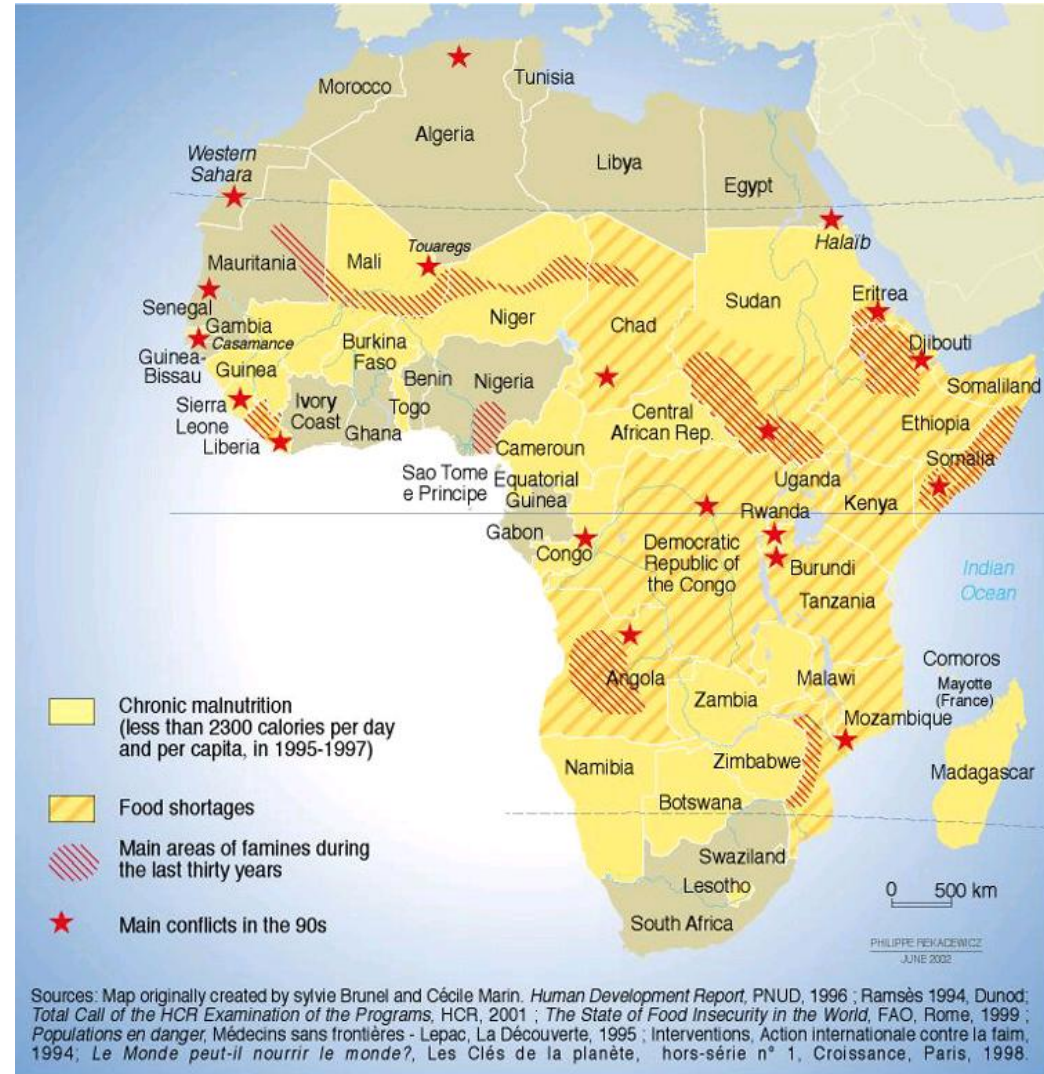 Morocco
Tunisia
Algeria
Libya
Egypt
Western
Sahara
Halaïb
Mauritania
Mali
Touaregs
Niger
Chad
Sudan
Eritrea
Djibouti
Senegal
Gambia
Casamance
Guinea-
Bissau
Guinea
Burkina
Faso
Benin
Nigeria
Sierra
Leone
Liberia
Ivory
Coast
Ghana
Togo
Central
African Rep.
Cameroun
Somaliland
Ethiopia
Somalia
Sao Tome
e Principe
Equatorial
Guinea
Uganda
Kenya
Rwanda
Gabon
Congo
Democratic
Republic of
the Congo
Burundi
Tanzania
Indian
Ocean
Angola
Zambia
Malawi
Comoros
Mayotte
(France)
Mozambique
Madagascar
Namibia
Zimbabwe
Botswana
Swaziland
Lesotho
South Africa
Chronic malnutrition
(less than 2300 calories per day
and per capita, in 1995-1997)
Food shortages
Main areas of famines during
the last thirty years
Main conflicts in the 90s
0 500 km
PHILIPPE REKACEWICZ
JUNE 2002
Sources: Map originally created by sylvie Brunel and Cécile Marin. Human Development Report, PNUD, 1996 ; Ramsès 1994, Dunod;
Total Call of the HCR Examination of the Programs, HCR, 2001 ; The State of Food Insecurity in the World, FAO, Rome, 1999 ;
Populations en danger, Médecins sans frontières - Lepac, La Découverte, 1995 ; Interventions, Action internationale contre la faim,
1994; Le Monde peut-il nourrir le monde?, Les Clés de la planète, hors-série n° 1, Croissance, Paris, 1998.